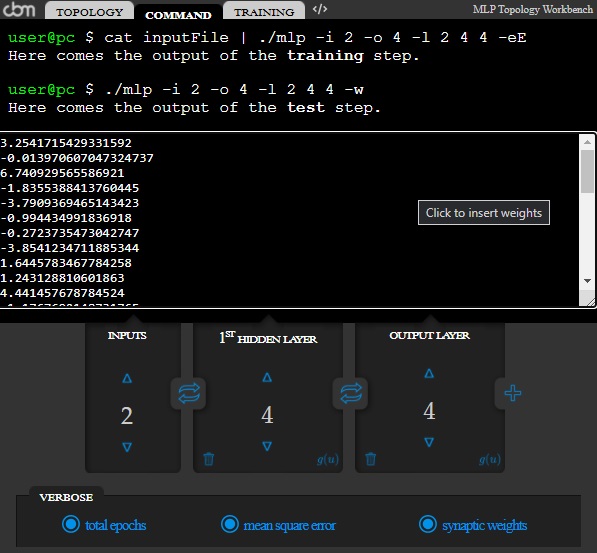 cbm TOPOLOGY COMMAND TRAINING </> MLP Topology Workbench
user@pc $ cat inputFile | ./mlp -i 2 -o 4 -l 2 4 4 -eE
Here comes the output of the training step.
user@pc $ ./mlp -i 2 -o 4 -l 2 4 4 -w
Here comes the output of the test step.
3.2541715429331592
-0.013970607047324737
6.740929565586921
-1.8355388413760445
-3.7909369465143423
-0.994434991836918
-0.2723735473042747
-3.8541234711885344
1.6445783467784258
1.243128810601863
4.441457678784524
Click to insert weights
INPUTS 1ST HIDDEN LAYER OUTPUT LAYER
2 4 4
g(u) g(u)
VERBOSE
total epochs mean square error synaptic weights